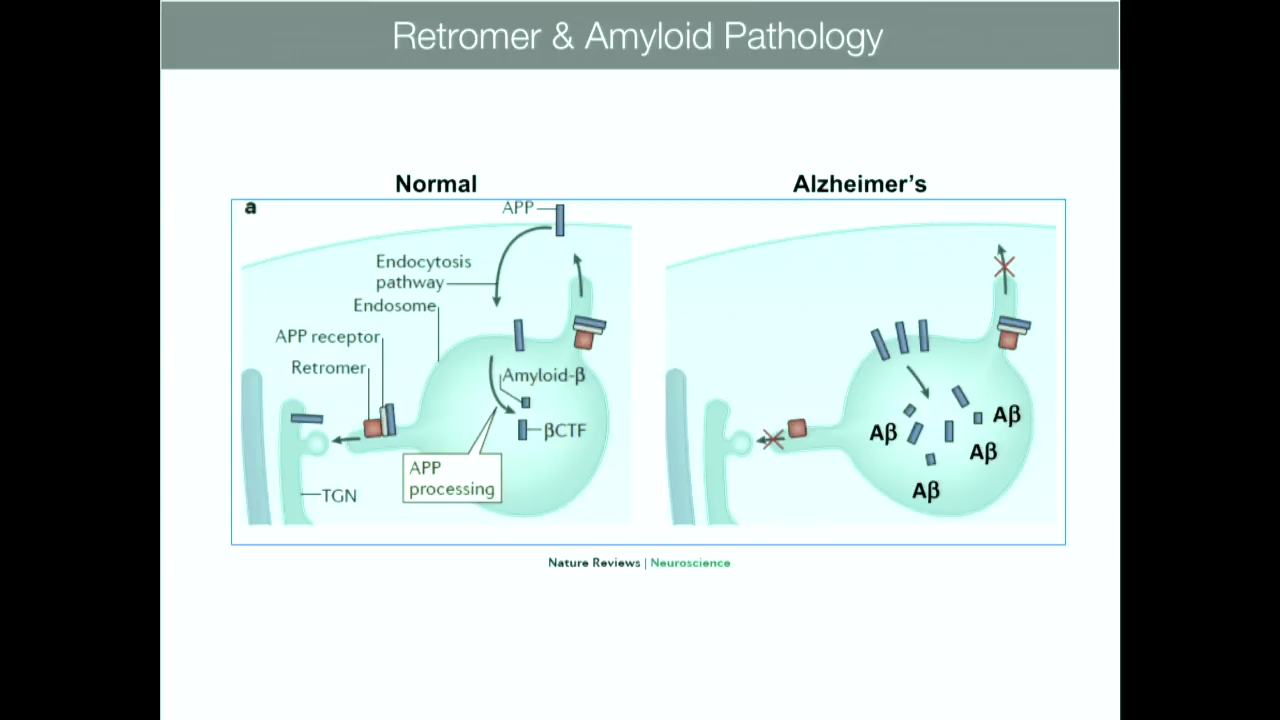 Retromer & Amyloid Pathology
Normal
Alzheimer's
a
APP
Endocytosis
pathway
Endosome
APP receptor
Retromer
Amyloid-β
βCTF
APP
processing
TGN
Aβ
Aβ
Aβ
Aβ
Nature Reviews | Neuroscience